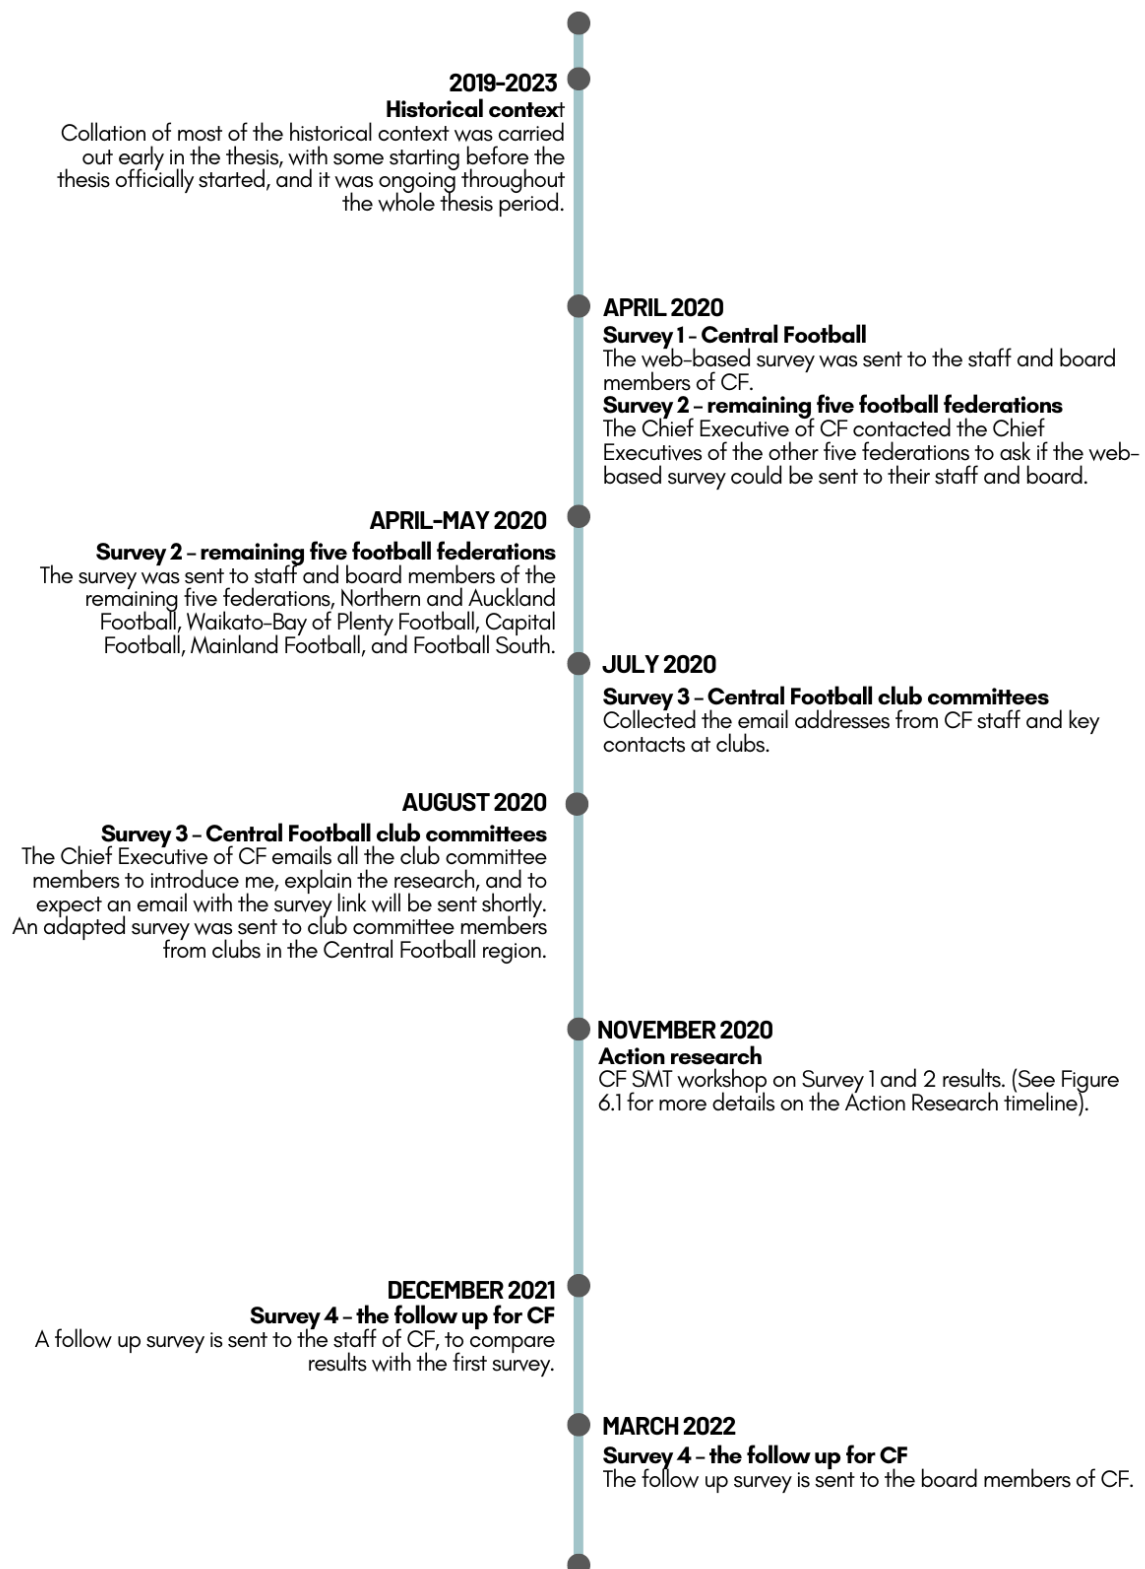 2019-2023
Historical context
Collation of most of the historical context was carried
out early in the thesis, with some starting before the
thesis officially started, and it was ongoing throughout
the whole thesis period.
APRIL 2020
Survey 1 - Central Football
The web-based survey was sent to the staff and board
members of CF.
Survey 2 - remaining five football federations
The Chief Executive of CF contacted the Chief
Executives of the other five federations to ask if the web-
based survey could be sent to their staff and board.
APRIL-MAY 2020
Survey 2 - remaining five football federations
The survey was sent to staff and board members of the
remaining five federations, Northern and Auckland
Football, Waikato-Bay of Plenty Football, Capital
Football, Mainland Football, and Football South.
JULY 2020
Survey 3 - Central Football club committees
Collected the email addresses from CF staff and key
contacts at clubs.
AUGUST 2020
Survey 3 - Central Football club committees
The Chief Executive of CF emails all the club committee
members to introduce me, explain the research, and to
expect an email with the survey link will be sent shortly.
An adapted survey was sent to club committee members
from clubs in the Central Football region.
NOVEMBER 2020
Action research
CF SMT workshop on Survey 1 and 2 results. (See Figure
6.1 for more details on the Action Research timeline).
DECEMBER 2021
Survey 4 - the follow up for CF
A follow up survey is sent to the staff of CF, to compare
results with the first survey.
MARCH 2022
Survey 4 - the follow up for CF
The follow up survey is sent to the board members of CF.